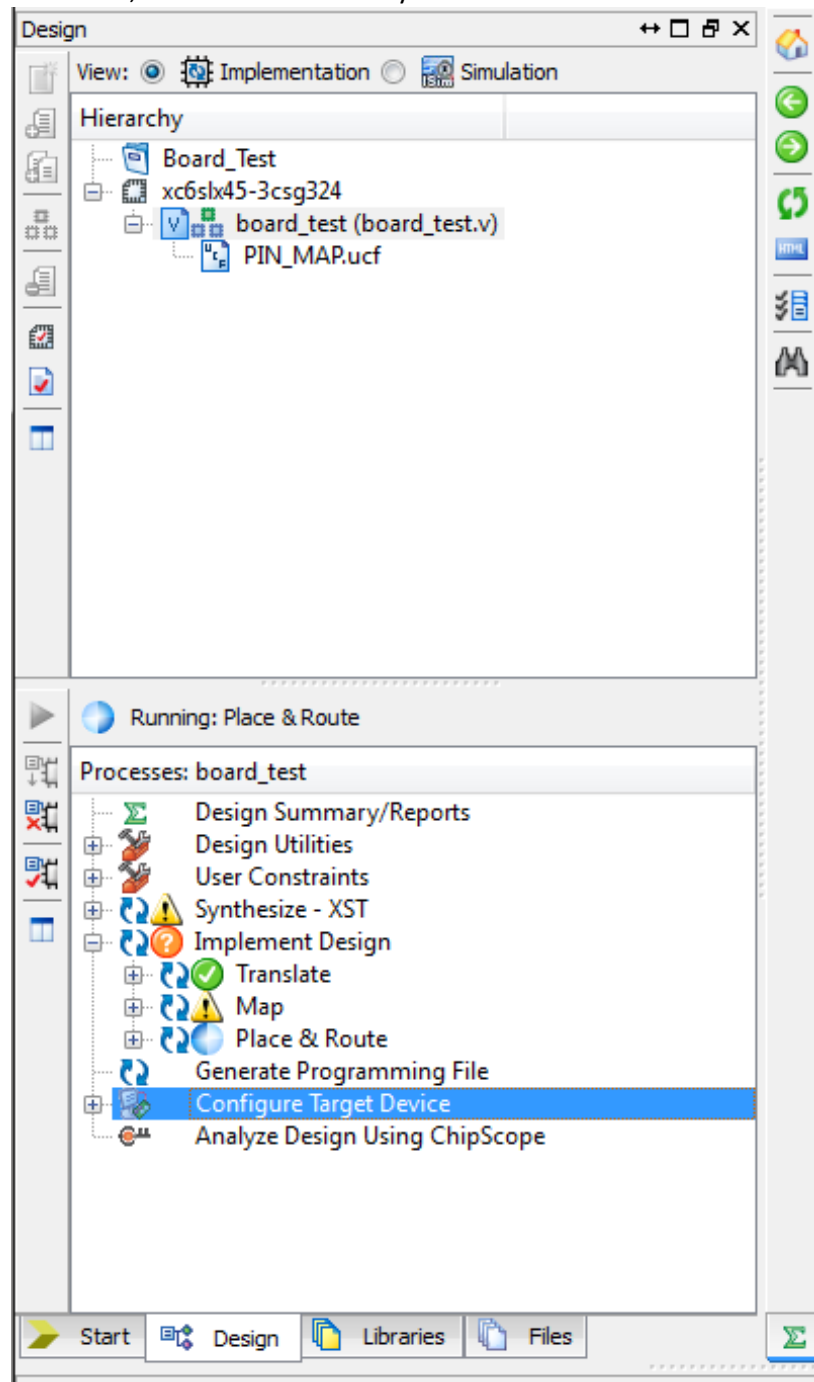 Design
View: Implementation Simulation
Hierarchy
Board_Test
xc6slx45-3csg324
board_test (board_test.v)
PIN_MAP.ucf
Running: Place & Route
Processes: board_test
Design Summary/Reports
Design Utilities
User Constraints
Synthesize - XST
Implement Design
Translate
Map
Place & Route
Generate Programming File
Configure Target Device
Analyze Design Using ChipScope
Start Design Libraries Files